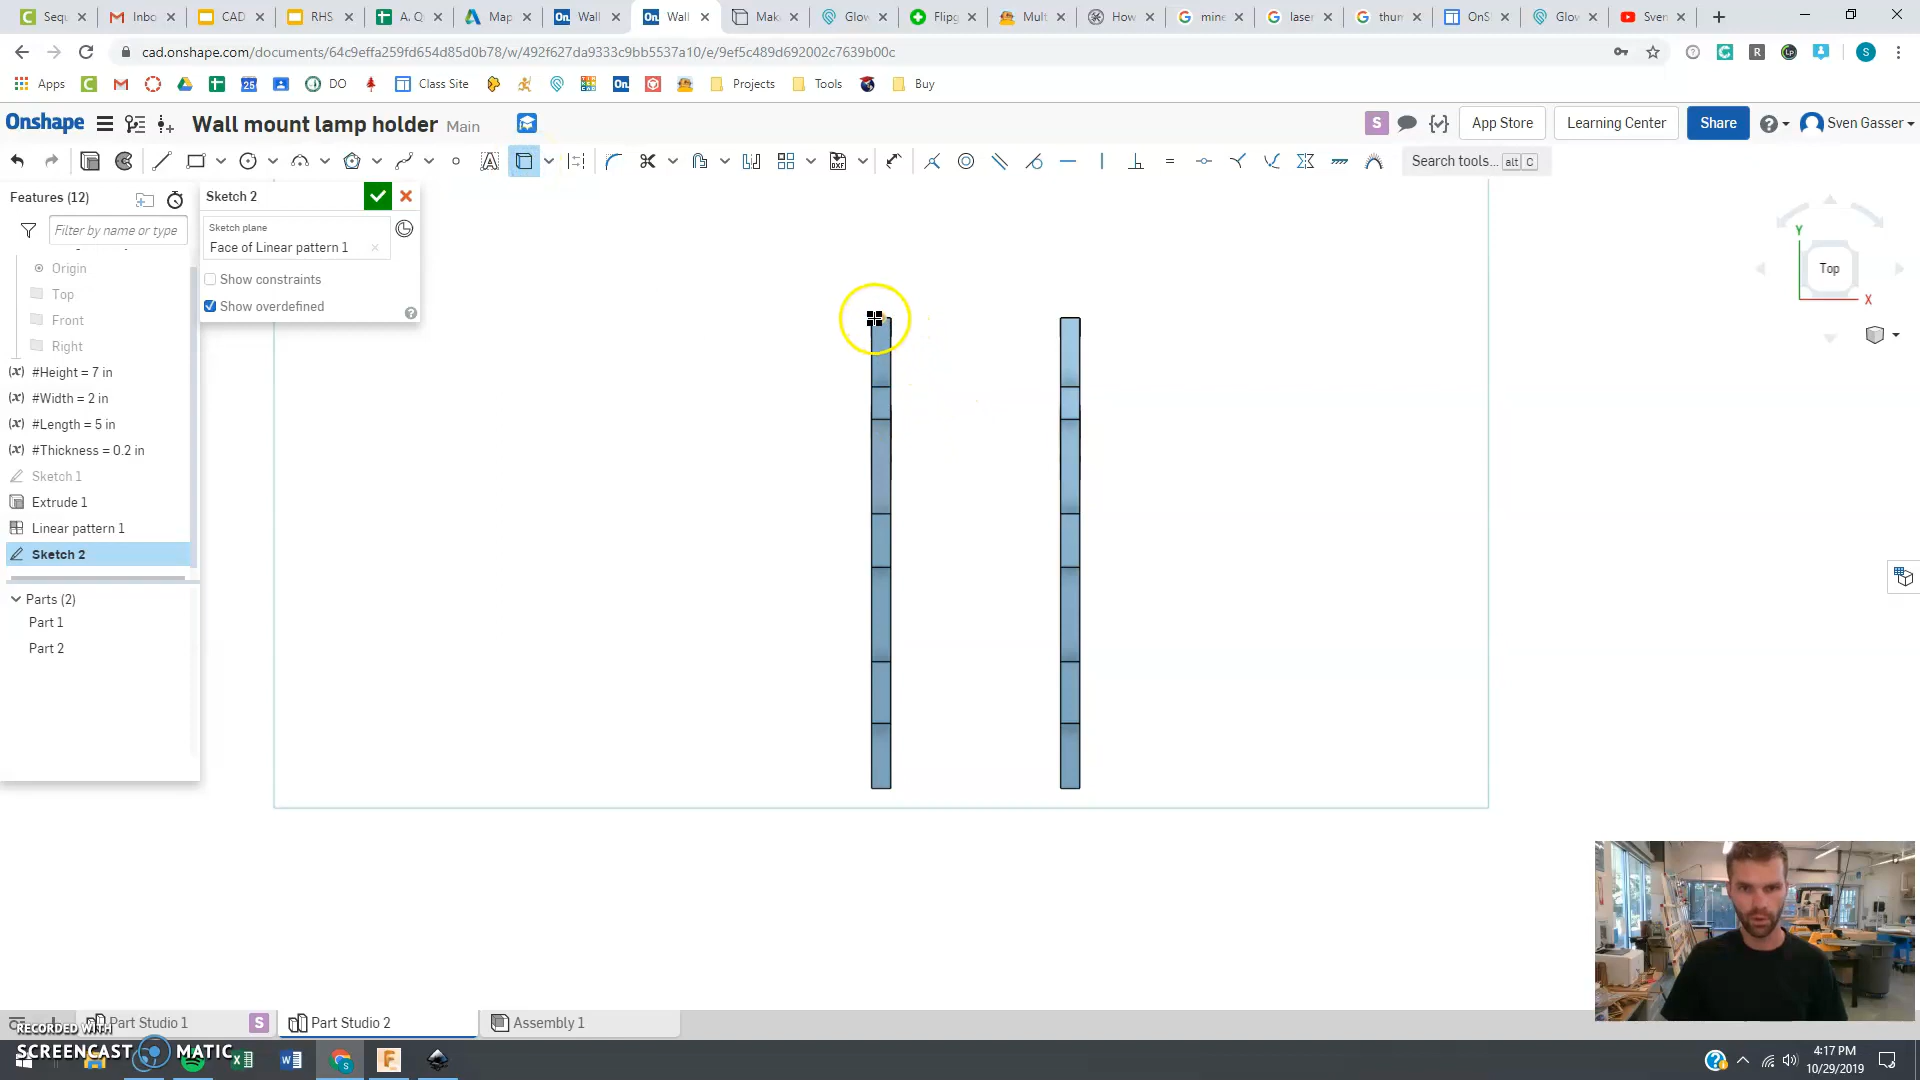 Sequ
Inbo
CAD
RHS
A. Q
Map
Wall
Wall
Make
Glow
Flipg
Mult
How
mine
laser
thur
OnS
Glow
Sven
cad.onshape.com/documents/64c9effa259fd654d85d0b78/w/492f627da9333c9bb5537a10/e/9ef5c489d692002c7639b00c
Apps
DO
Class Site
Projects
Tools
Buy
Onshape
Wall mount lamp holder
Main
S
App Store
Learning Center
Share
Sven Gasser
Search tools...
alt
C
Features (12)
Filter by name or type
Origin
Top
Front
Right
(x) #Height = 7 in
(x) #Width = 2 in
(x) #Length = 5 in
(x) #Thickness = 0.2 in
Sketch 1
Extrude 1
Linear pattern 1
Sketch 2
Parts (2)
Part 1
Part 2
Sketch 2
Sketch plane
Face of Linear pattern 1
Show constraints
Show overdefined
Y
Top
X
Part Studio 1
S
Part Studio 2
Assembly 1
RECORDED WITH
SCREENCAST MATIC
4:17 PM
10/29/2019